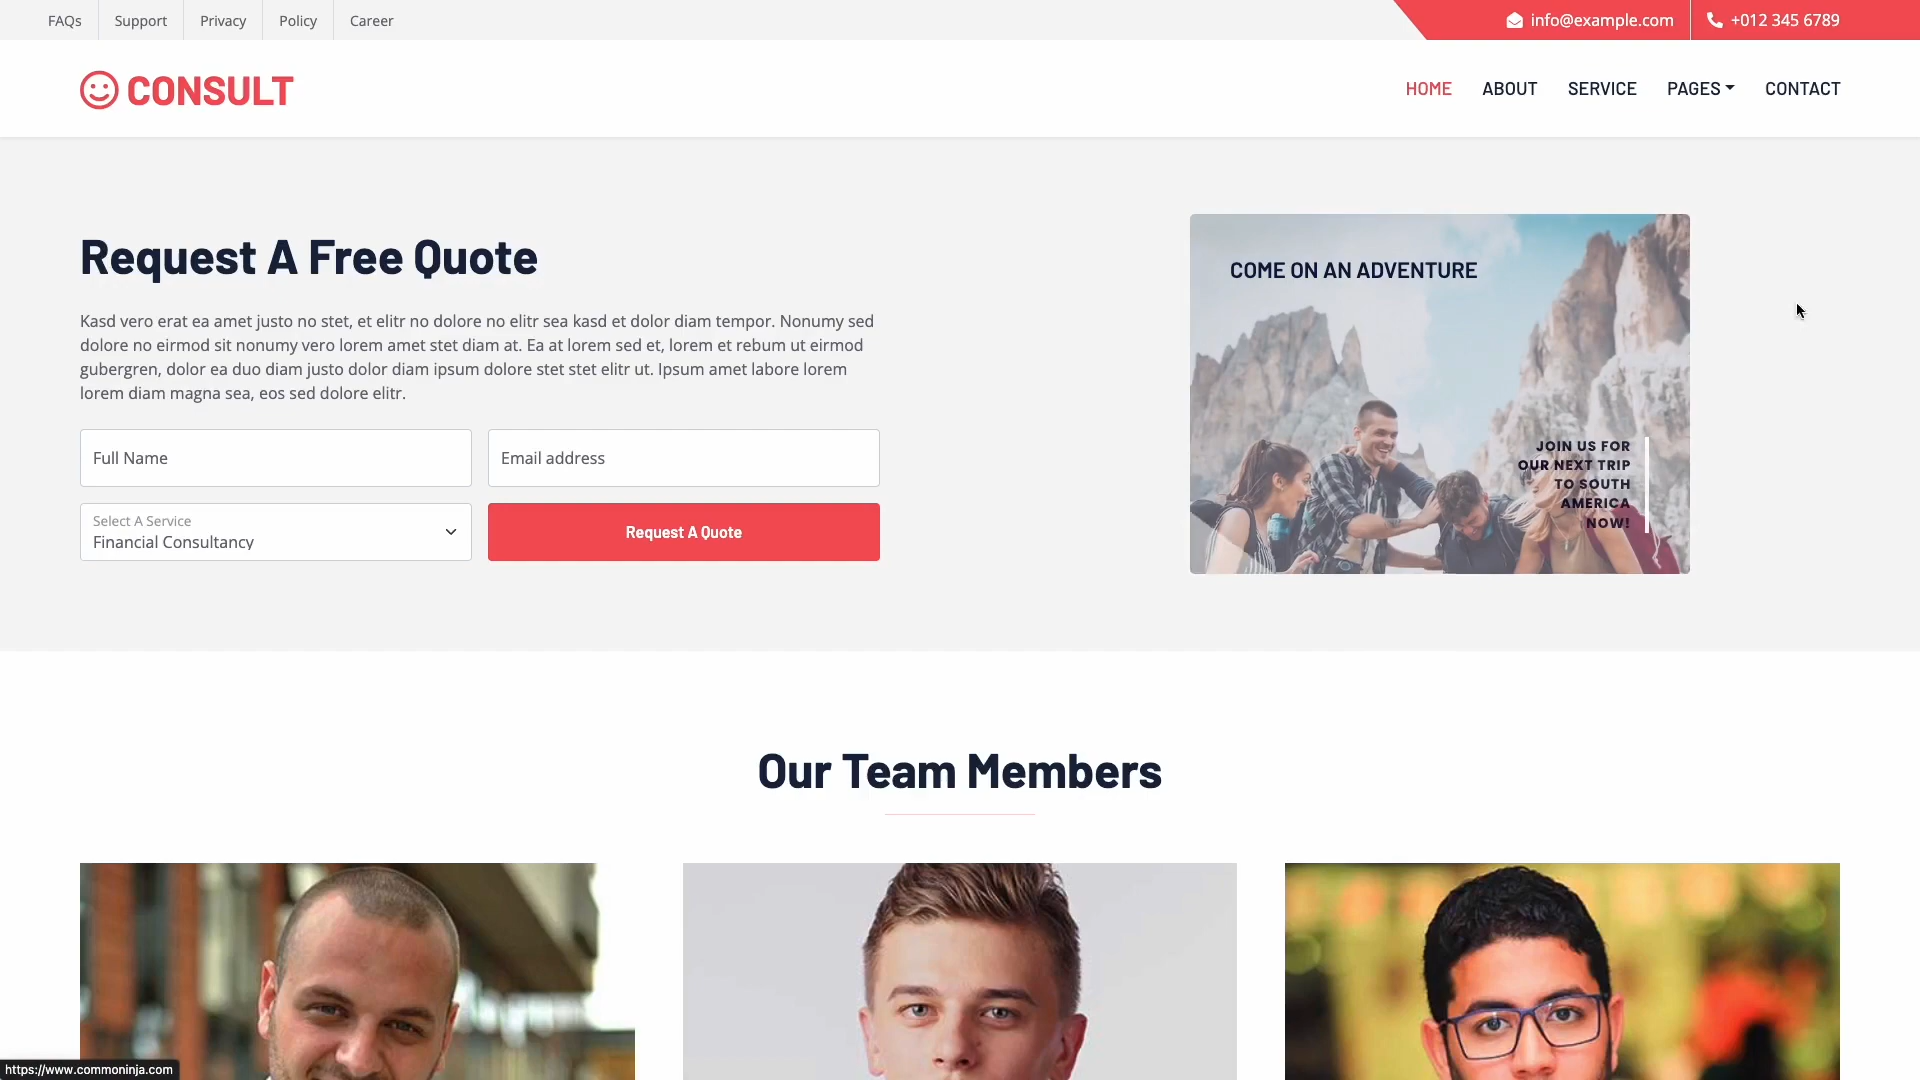 FAQs
Support
Privacy
Policy
Career
info@example.com
+012 345 6789
CONSULT
HOME
ABOUT
SERVICE
PAGES
CONTACT
Request A Free Quote
Kasd vero erat ea amet justo no stet, et elitr no dolore no elitr sea kasd et dolor diam tempor. Nonumy sed
dolore no eirmod sit nonumy vero lorem amet stet diam at. Ea at lorem sed et, lorem et rebum ut eirmod
gubergren, dolor ea duo diam justo dolor diam ipsum dolore stet stet elitr ut. Ipsum amet labore lorem
lorem diam magna sea, eos sed dolore elitr.
Full Name
Email address
Select A Service
Financial Consultancy
Request A Quote
COME ON AN ADVENTURE
JOIN US FOR
OUR NEXT TRIP
TO SOUTH
AMERICA
NOW!
Our Team Members
https://www.commoninja.com